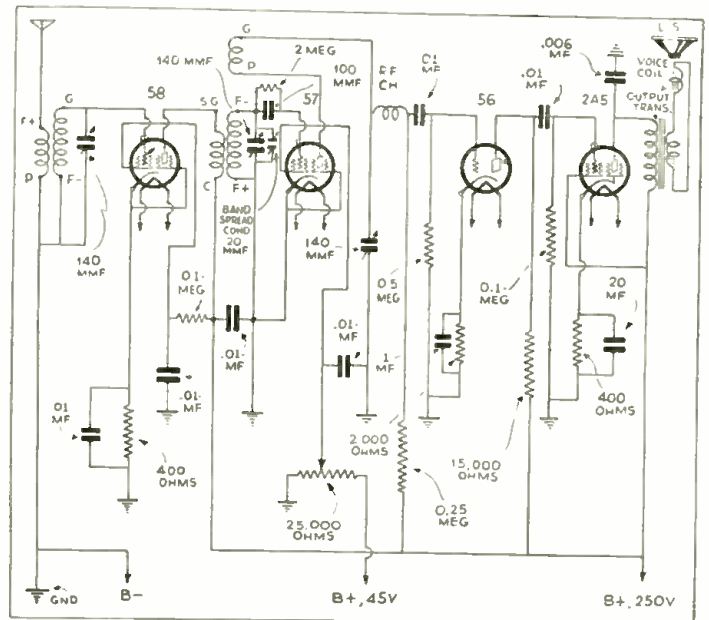 G
L S
.006
MF
VOICE
COIL
OUTPUT
TRANS.
2 MEG
140 MMF
100
MMF
P
RF
CH
.01
MF
.01
MF
58
57
56
2A5
F+
G
P
F-
SG
F-
C
F+
140
MMF
BAND
SPREAD
COND
20
MMF
140
MMF
0.1-
MEG
.01-
MF
.01-
MF
.01-
MF
0.5
MEG
1
MF
0.1-
MEG
20
MF
.01
MF
400
OHMS
2,000
OHMS
15,000
OHMS
400
OHMS
25,000
OHMS
0.25
MEG
GND
B-
B+,45V
B+,250V